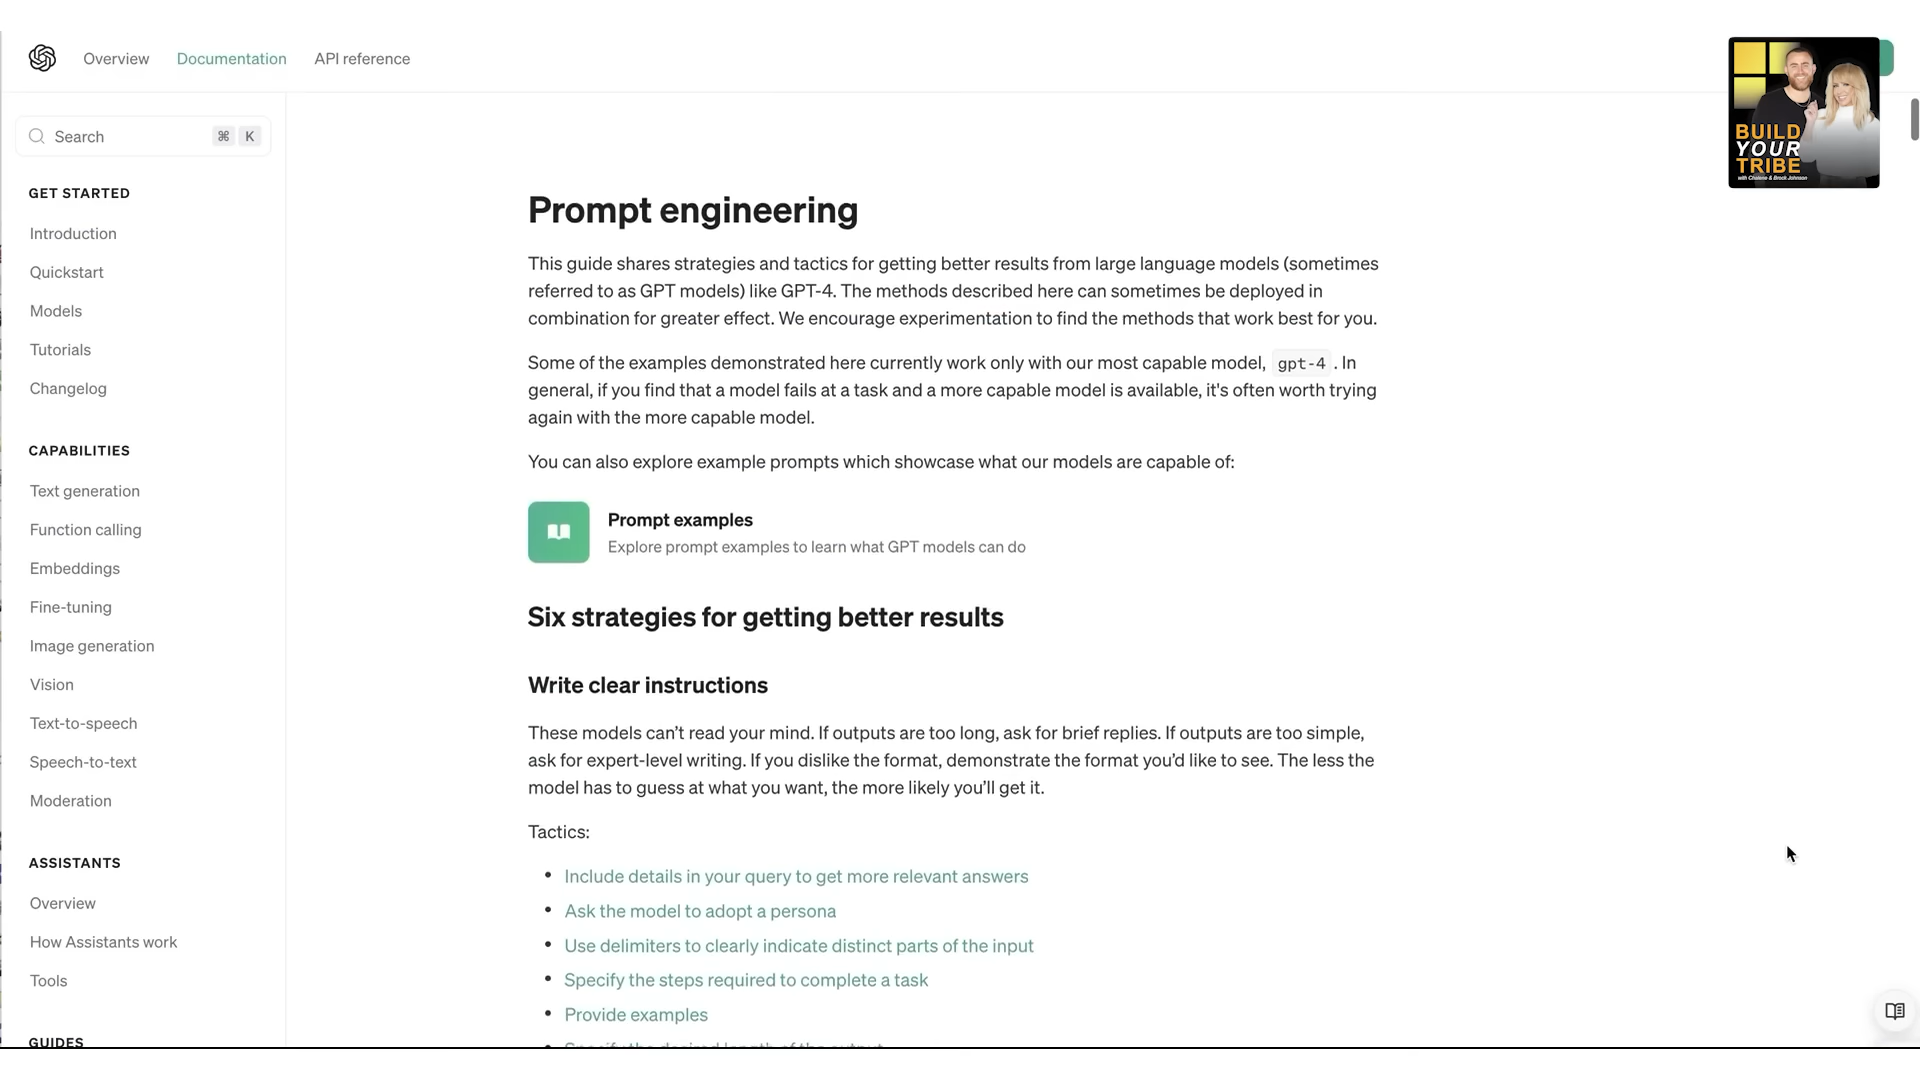 Overview
Documentation
API reference
BUILD
YOUR
TRIBE
with Chalene & Brock Johnson
Search
⌘ K
GET STARTED
Introduction
Quickstart
Models
Tutorials
Changelog
CAPABILITIES
Text generation
Function calling
Embeddings
Fine-tuning
Image generation
Vision
Text-to-speech
Speech-to-text
Moderation
ASSISTANTS
Overview
How Assistants work
Tools
GUIDES
Prompt engineering
This guide shares strategies and tactics for getting better results from large language models (sometimes
referred to as GPT models) like GPT-4. The methods described here can sometimes be deployed in
combination for greater effect. We encourage experimentation to find the methods that work best for you.
Some of the examples demonstrated here currently work only with our most capable model, gpt-4 . In
general, if you find that a model fails at a task and a more capable model is available, it's often worth trying
again with the more capable model.
You can also explore example prompts which showcase what our models are capable of:
Prompt examples
Explore prompt examples to learn what GPT models can do
Six strategies for getting better results
Write clear instructions
These models can’t read your mind. If outputs are too long, ask for brief replies. If outputs are too simple,
ask for expert-level writing. If you dislike the format, demonstrate the format you’d like to see. The less the
model has to guess at what you want, the more likely you’ll get it.
Tactics:
• Include details in your query to get more relevant answers
• Ask the model to adopt a persona
• Use delimiters to clearly indicate distinct parts of the input
• Specify the steps required to complete a task
• Provide examples
• Specify the desired length of the output